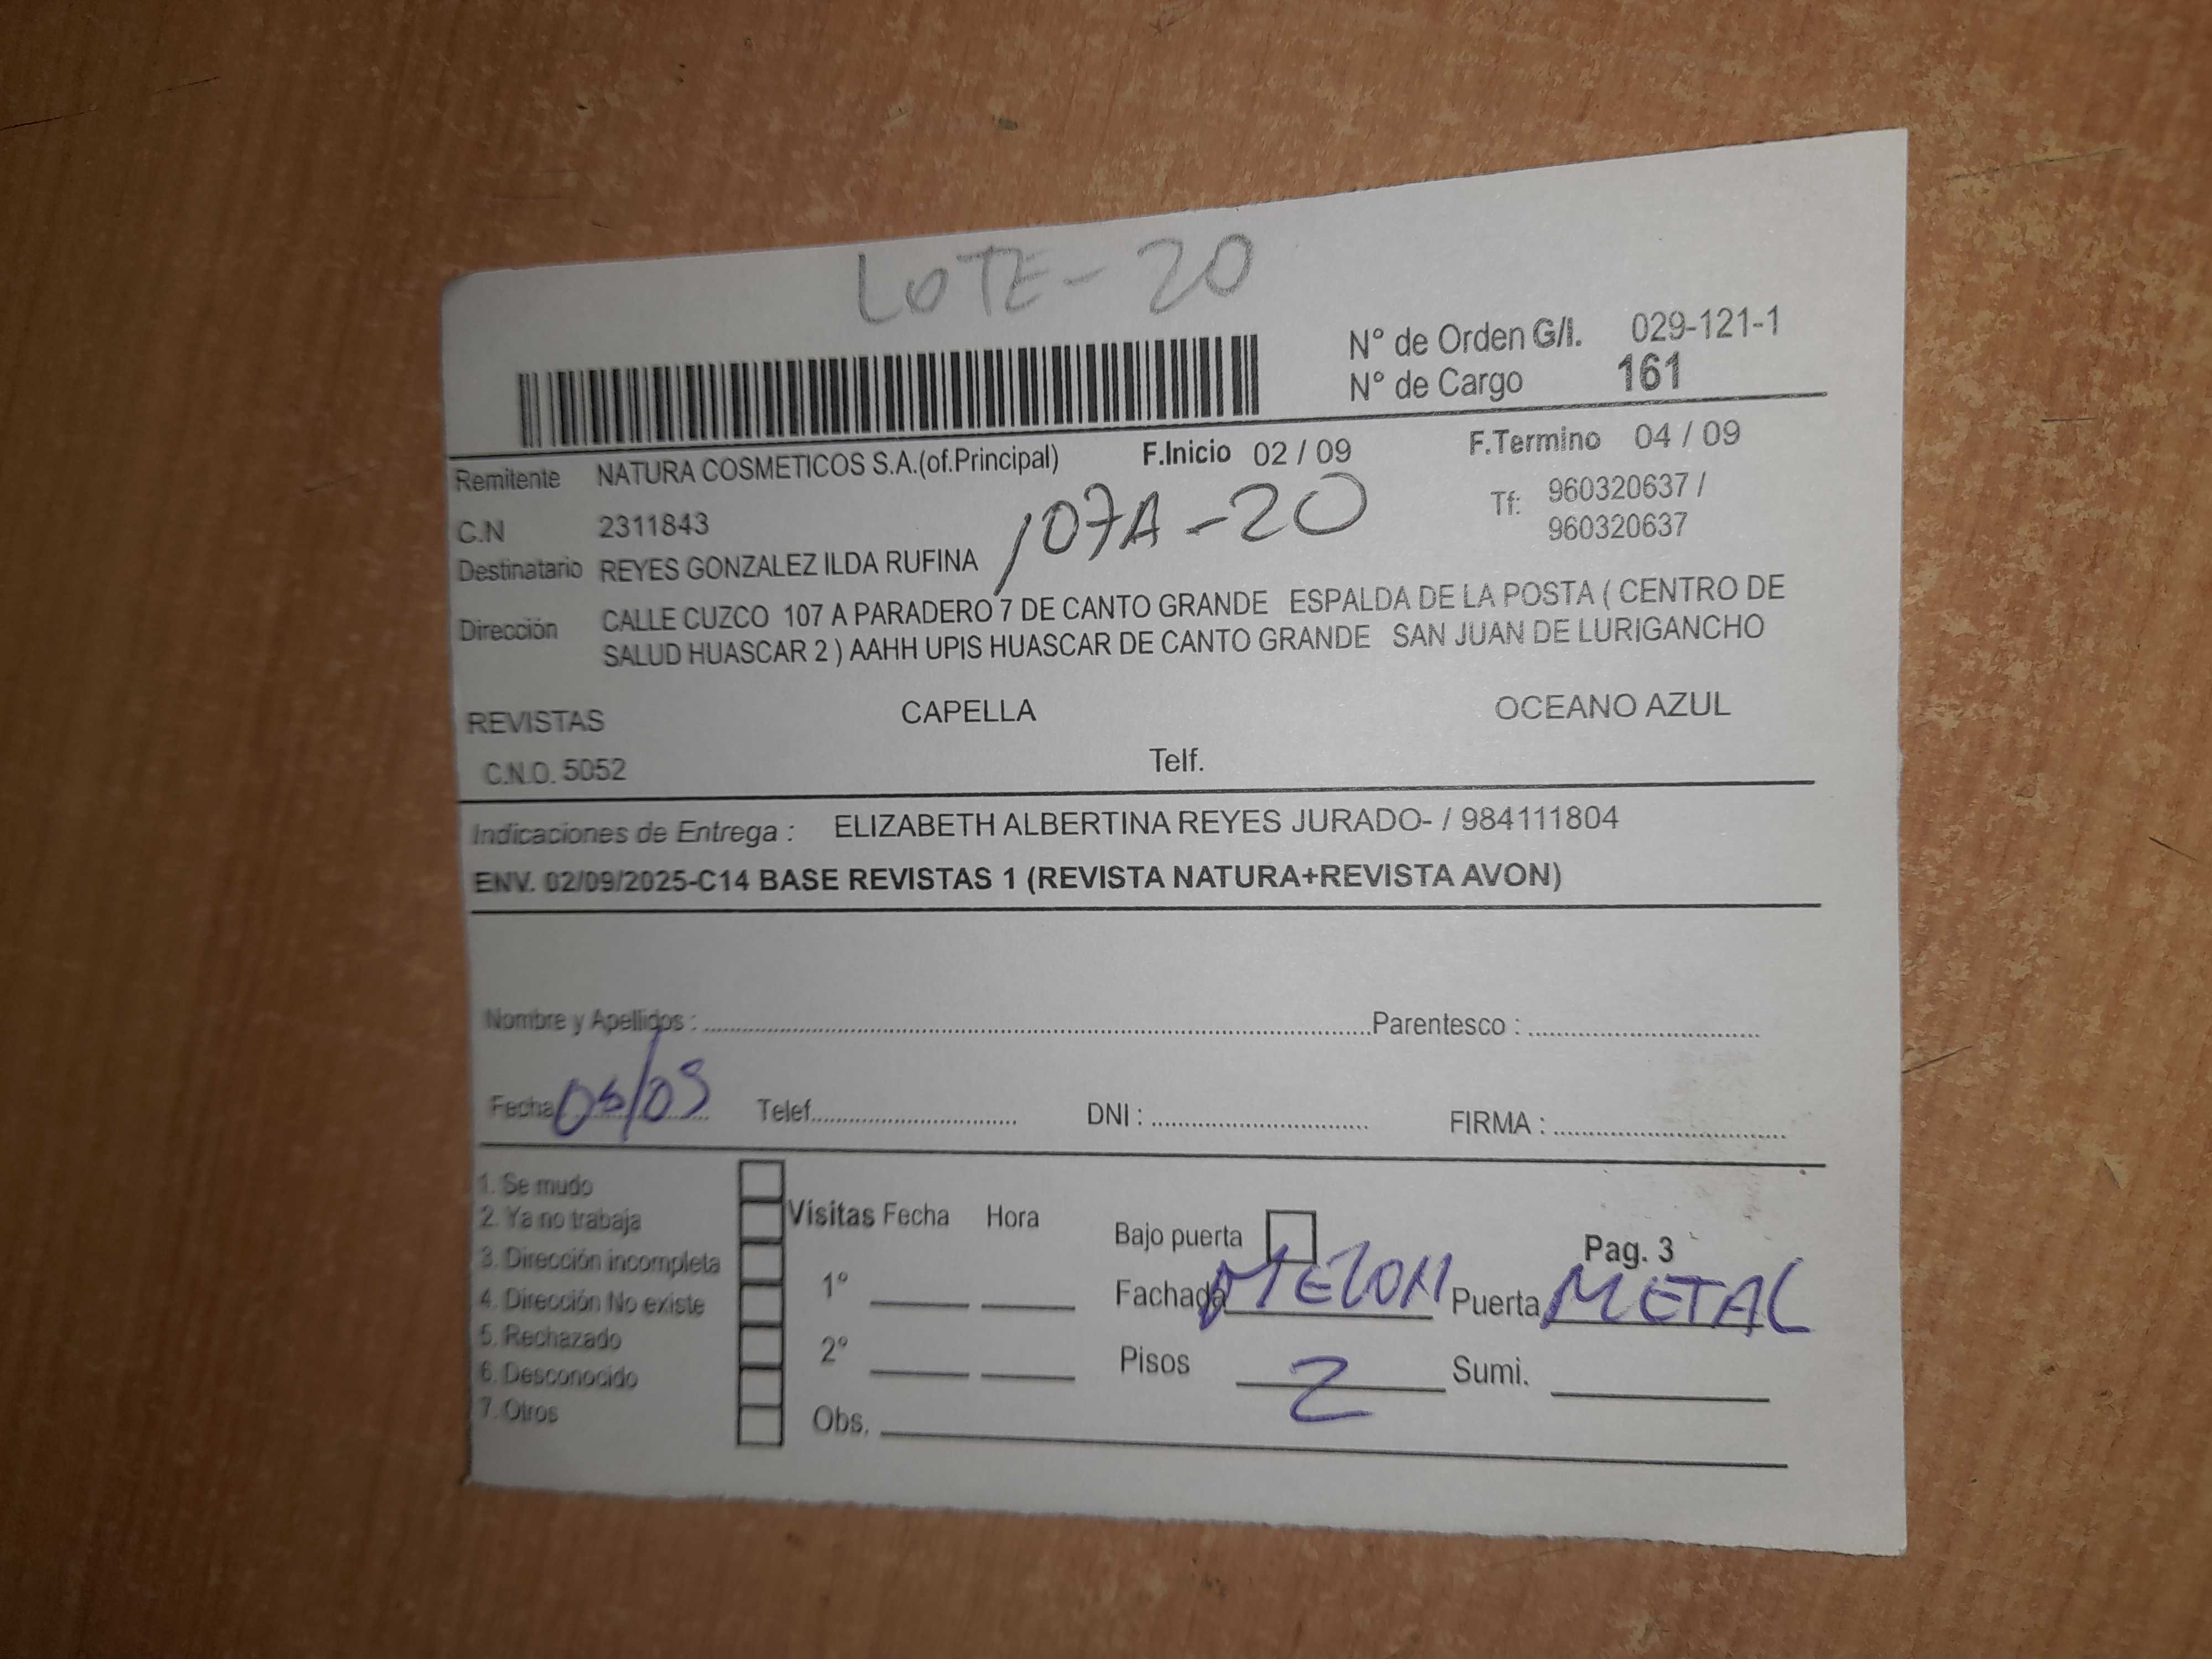 LOTE-20
N° de Orden G/I. 029-121-1
N° de Cargo 161
Remitente NATURA COSMETICOS S.A.(of.Principal) F.Inicio 02 / 09 F.Termino 04 / 09
C.N 2311843 107A-20 Tf: 960320637 /
960320637
Destinatario REYES GONZALEZ ILDA RUFINA
Dirección CALLE CUZCO 107 A PARADERO 7 DE CANTO GRANDE ESPALDA DE LA POSTA ( CENTRO DE
SALUD HUASCAR 2 ) AAHH UPIS HUASCAR DE CANTO GRANDE SAN JUAN DE LURIGANCHO
REVISTAS CAPELLA OCEANO AZUL
C.N.O. 5052 Telf.
Indicaciones de Entrega : ELIZABETH ALBERTINA REYES JURADO- / 984111804
ENV. 02/09/2025-C14 BASE REVISTAS 1 (REVISTA NATURA+REVISTA AVON)
Nombre y Apellidos : Parentesco :
Fecha Telef. DNI : FIRMA :
1. Se mudo
2. Ya no trabaja Visitas Fecha Hora Bajo puerta Pag. 3
3. Dirección incompleta
4. Dirección No existe 1° Fachada MELON Puerta METAL
5. Rechazado
6. Desconocido 2° Pisos 2 Sumi.
7. Otros Obs.